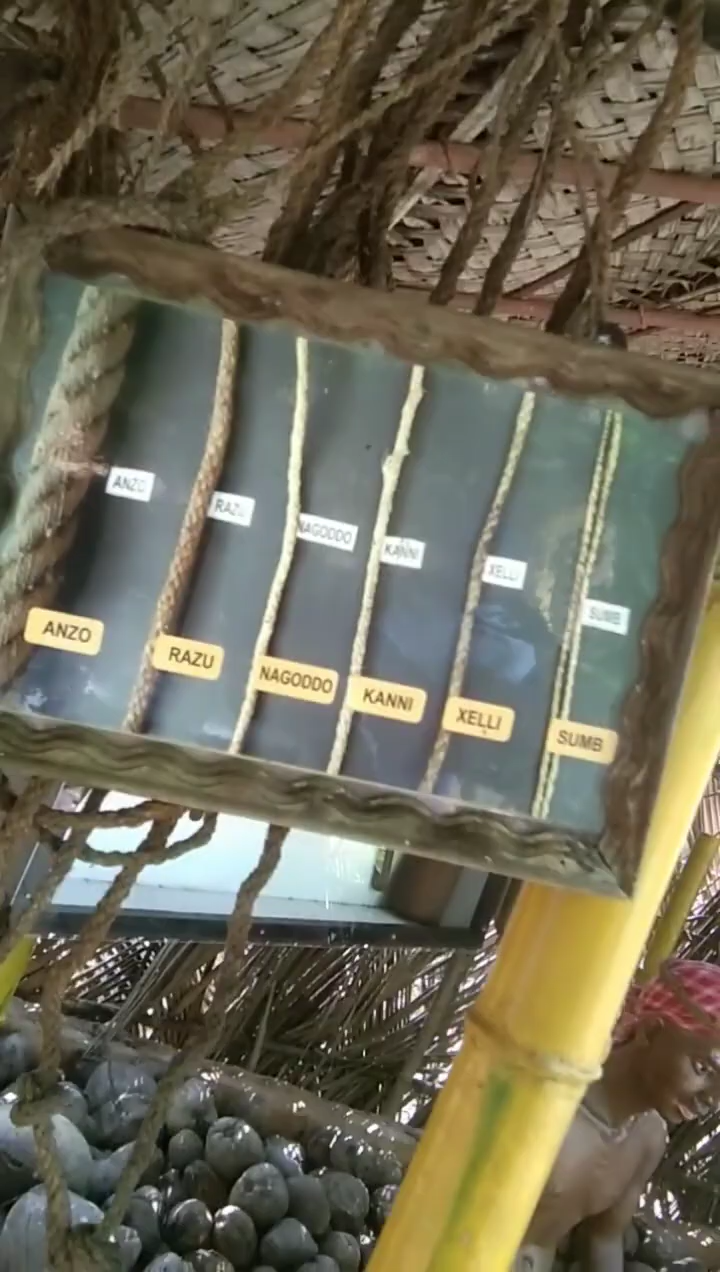 ANZO
RAZU
NAGODDO
KANNI
XELLI
SUMB
ANZO
RAZU
NAGODDO
KANNI
XELLI
SUMB